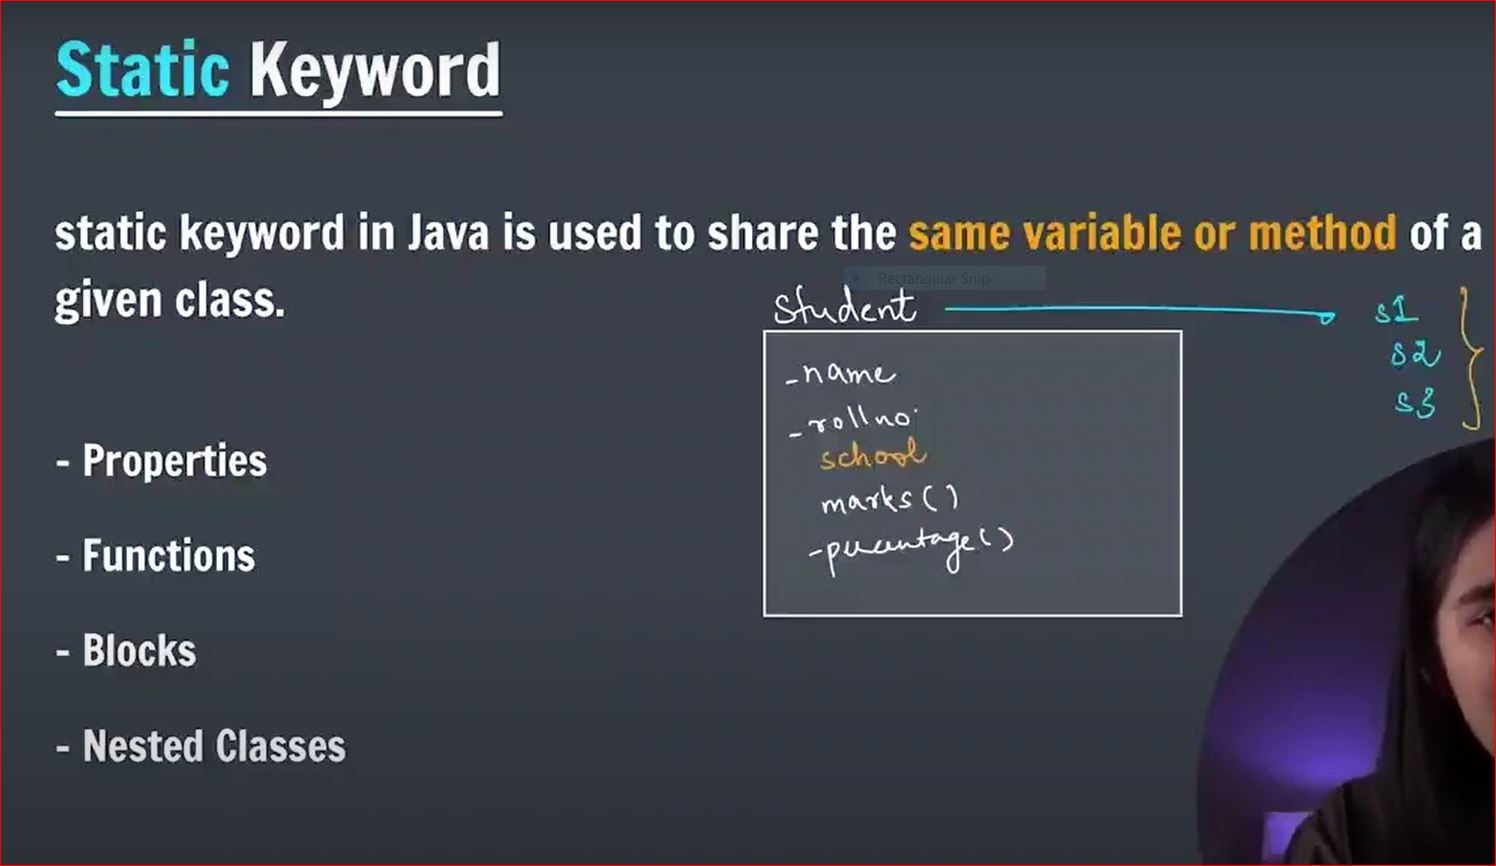 Static Keyword
static keyword in Java is used to share the same variable or method of a
given class.
Rectangular Snip
Student s1
s2
s3
- name
- rollno
school
marks()
- percentage()
- Properties
- Functions
- Blocks
- Nested Classes